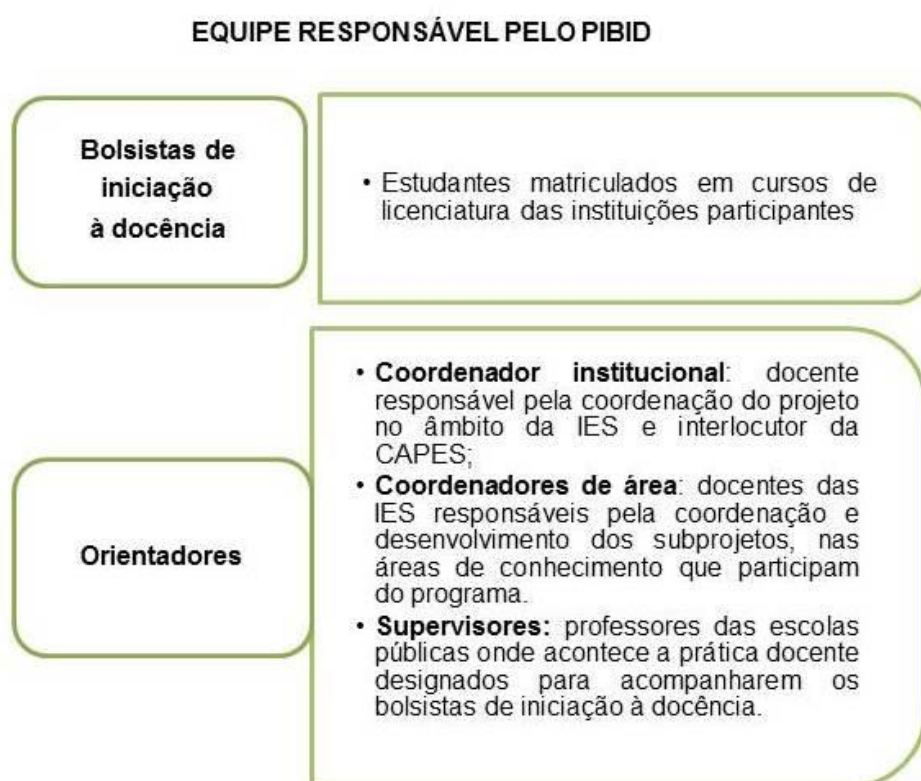 EQUIPE RESPONSÁVEL PELO PIBID
Bolsistas de
iniciação
à docência
• Estudantes matriculados em cursos de
licenciatura das instituições participantes
Orientadores
• Coordenador institucional: docente
responsável pela coordenação do projeto
no âmbito da IES e interlocutor da
CAPES;
• Coordenadores de área: docentes das
IES responsáveis pela coordenação e
desenvolvimento dos subprojetos, nas
áreas de conhecimento que participam
do programa.
• Supervisores: professores das escolas
públicas onde acontece a prática docente
designados para acompanharem os
bolsistas de iniciação à docência.